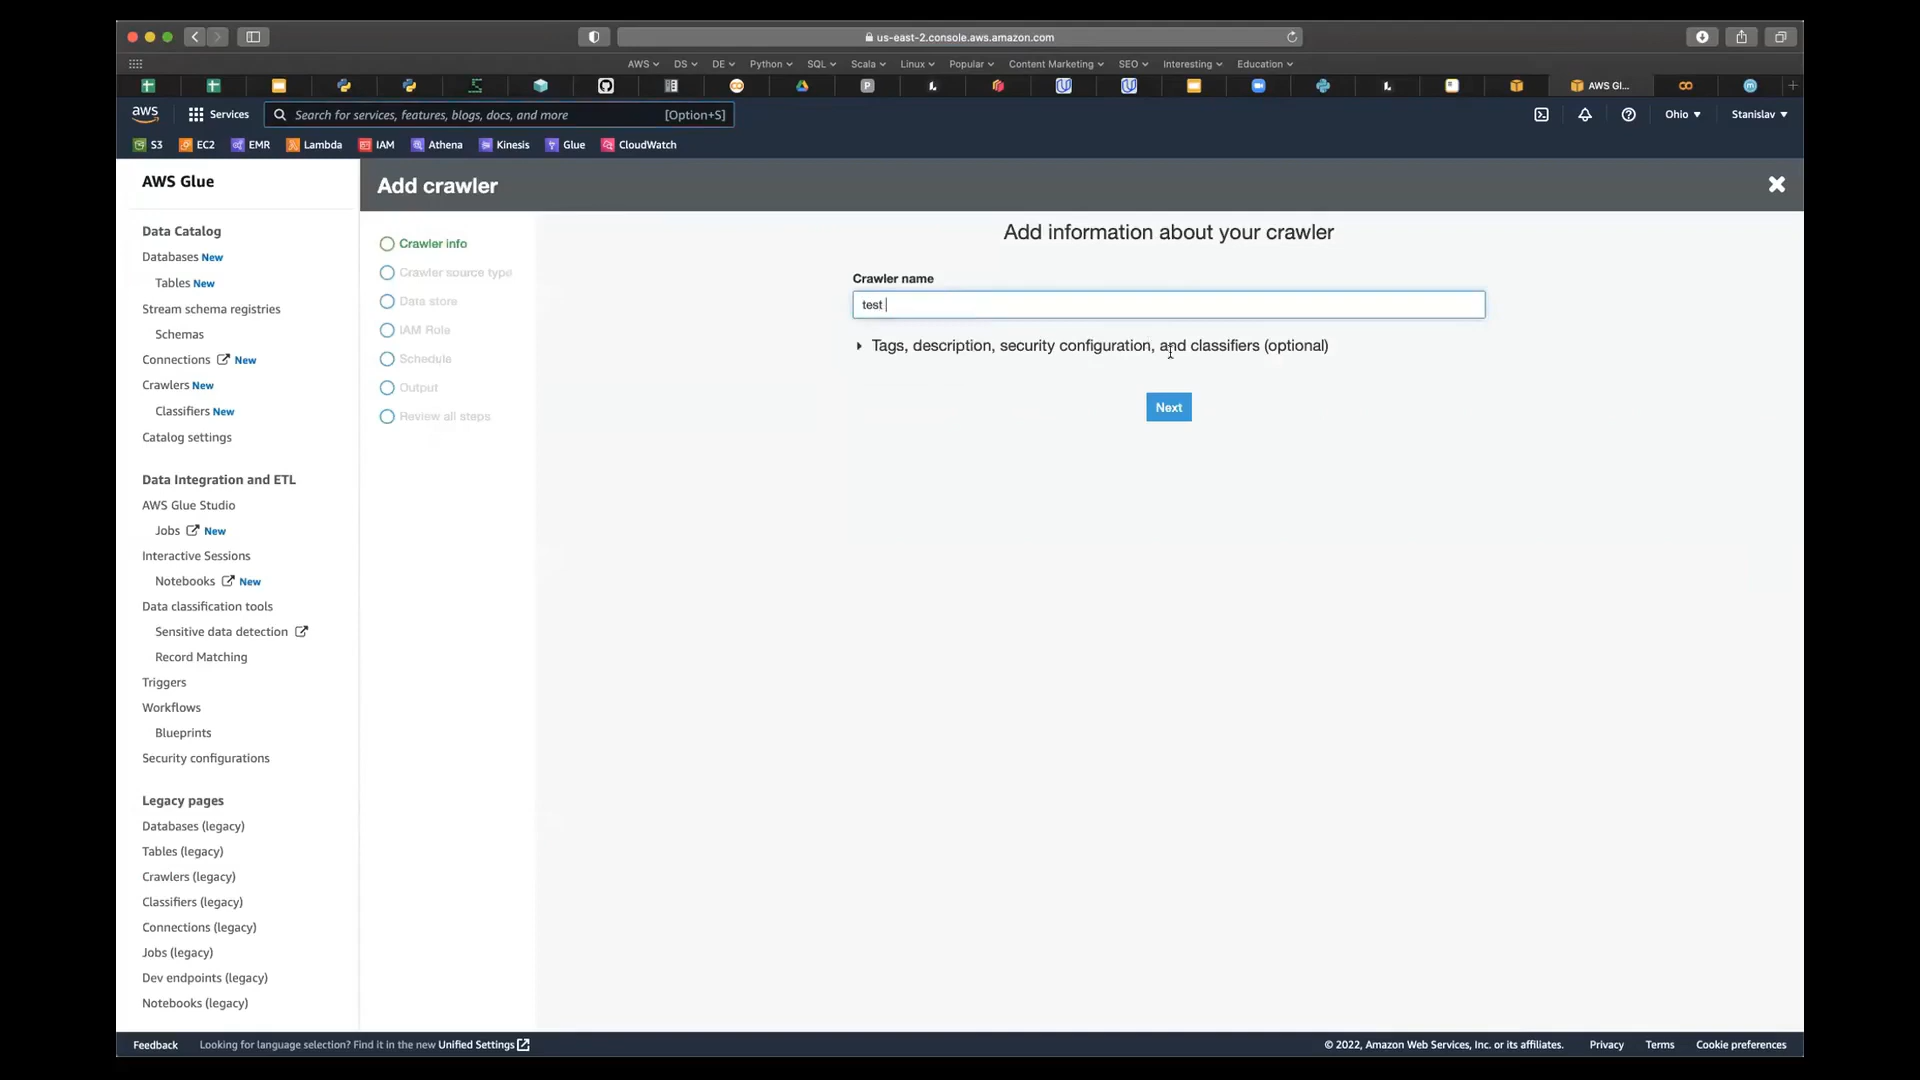 us-east-2.console.aws.amazon.com
AWS DS DE Python SQL Scala Linux Popular Content Marketing SEO Interesting Education
AWS Gl...
aws Services Search for services, features, blogs, docs, and more [Option+S] Ohio Stanislav
S3 EC2 EMR Lambda IAM Athena Kinesis Glue CloudWatch
AWS Glue
Data Catalog
Databases New
Tables New
Stream schema registries
Schemas
Connections New
Crawlers New
Classifiers New
Catalog settings
Data Integration and ETL
AWS Glue Studio
Jobs New
Interactive Sessions
Notebooks New
Data classification tools
Sensitive data detection
Record Matching
Triggers
Workflows
Blueprints
Security configurations
Legacy pages
Databases (legacy)
Tables (legacy)
Crawlers (legacy)
Classifiers (legacy)
Connections (legacy)
Jobs (legacy)
Dev endpoints (legacy)
Notebooks (legacy)
Add crawler
Crawler info
Crawler source type
Data store
IAM Role
Schedule
Output
Review all steps
Add information about your crawler
Crawler name
test
Tags, description, security configuration, and classifiers (optional)
Next
Feedback Looking for language selection? Find it in the new Unified Settings © 2022, Amazon Web Services, Inc. or its affiliates. Privacy Terms Cookie preferences